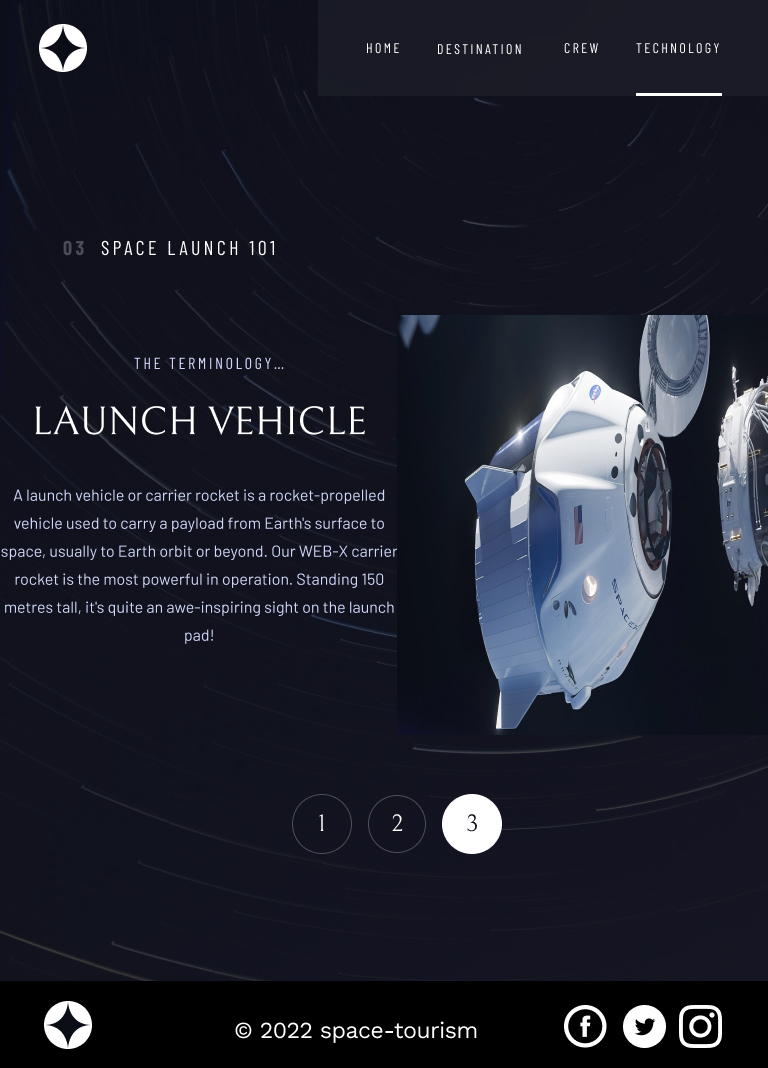 HOME DESTINATION CREW TECHNOLOGY
03 SPACE LAUNCH 101
THE TERMINOLOGY…
LAUNCH VEHICLE
A launch vehicle or carrier rocket is a rocket-propelled
vehicle used to carry a payload from Earth's surface to
space, usually to Earth orbit or beyond. Our WEB-X carrier
rocket is the most powerful in operation. Standing 150
metres tall, it's quite an awe-inspiring sight on the launch
pad!
1 2 3
© 2022 space-tourism